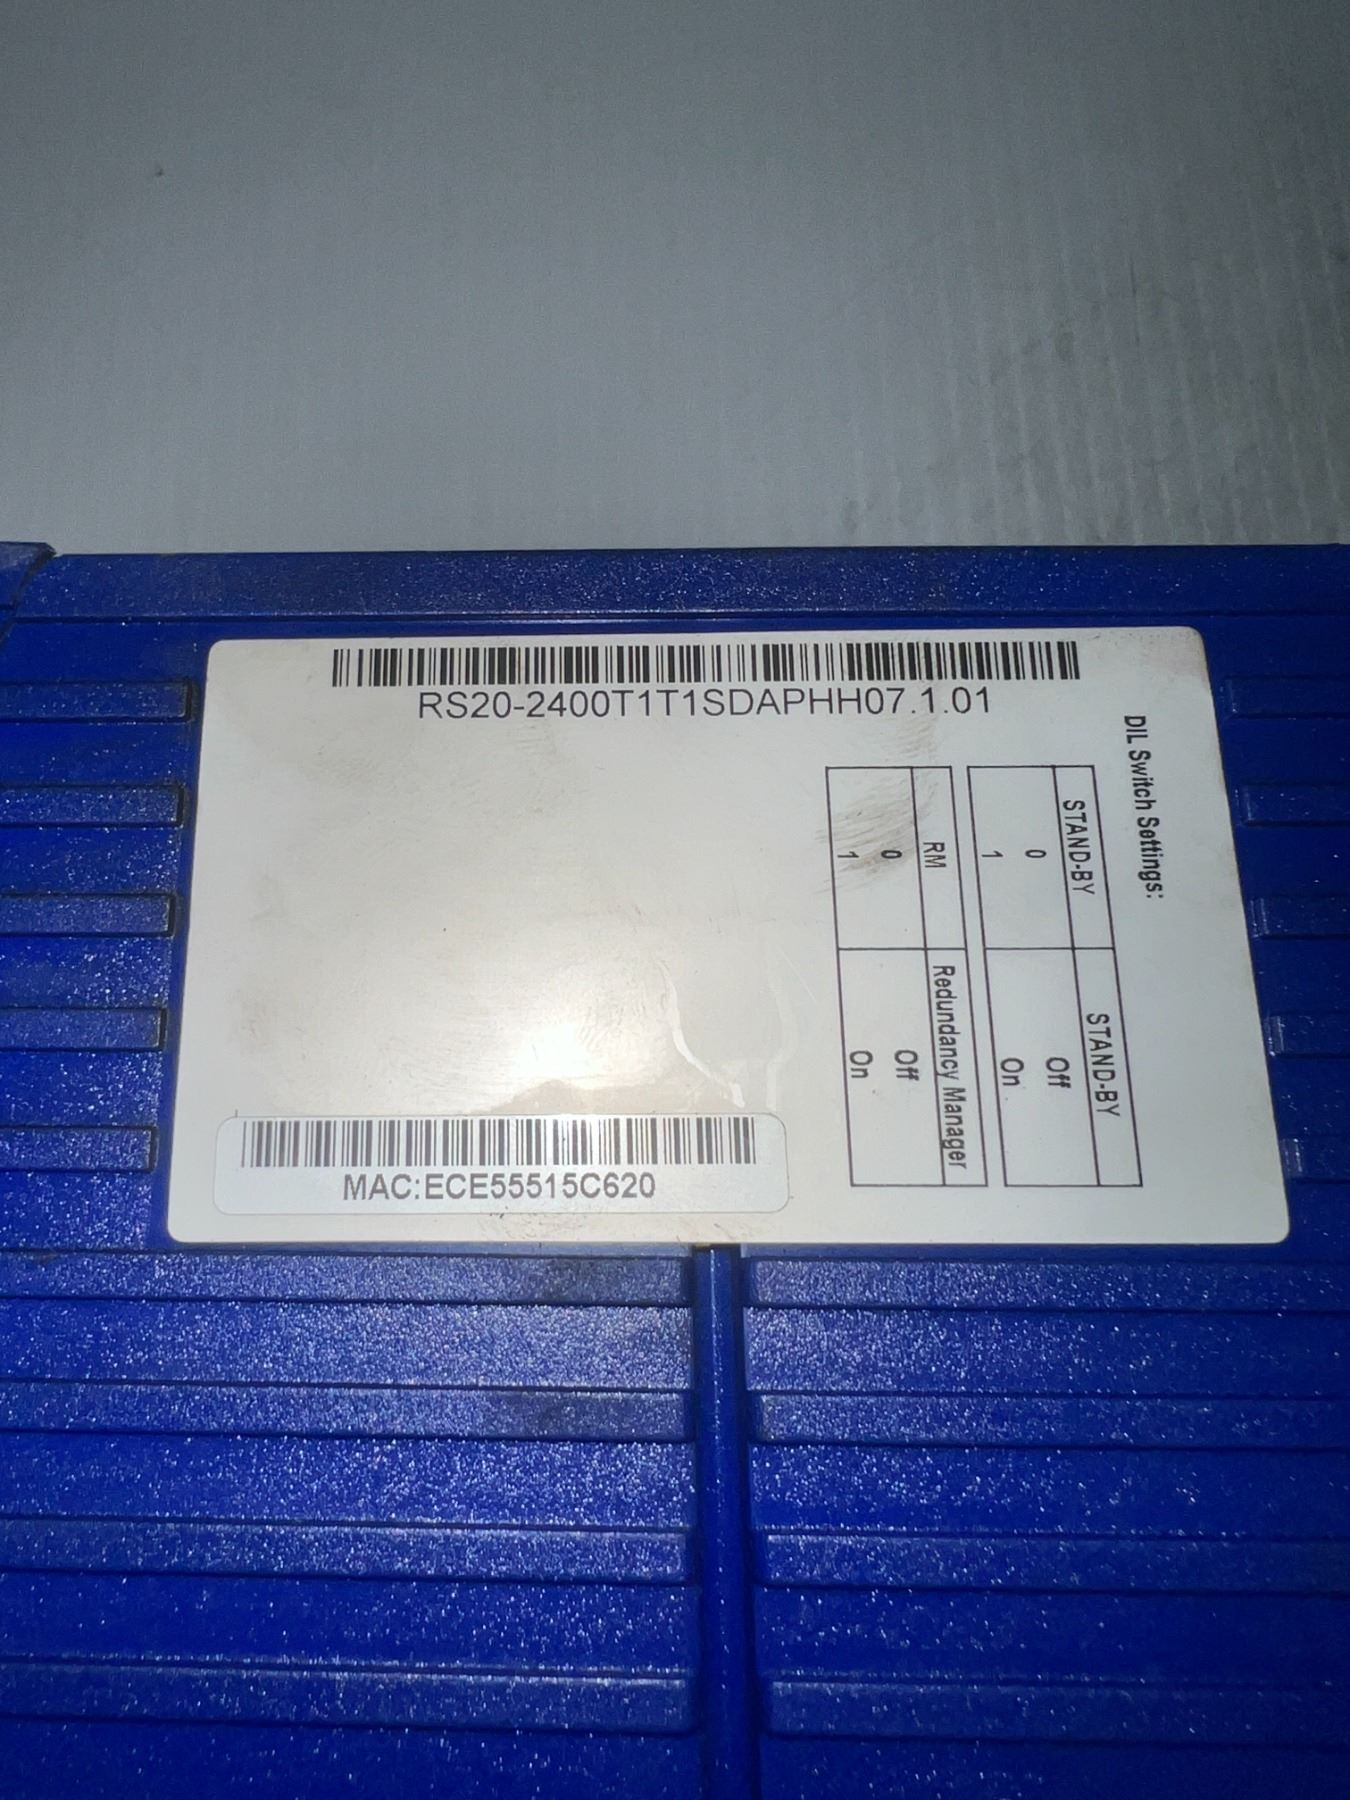 RS20-2400T1T1SDAPHH07.1.01
DIL Switch Settings:
STAND-BY STAND-BY
0 Off
1 On
RM Redundancy Manager
0 Off
1 On
MAC:ECE55515C620